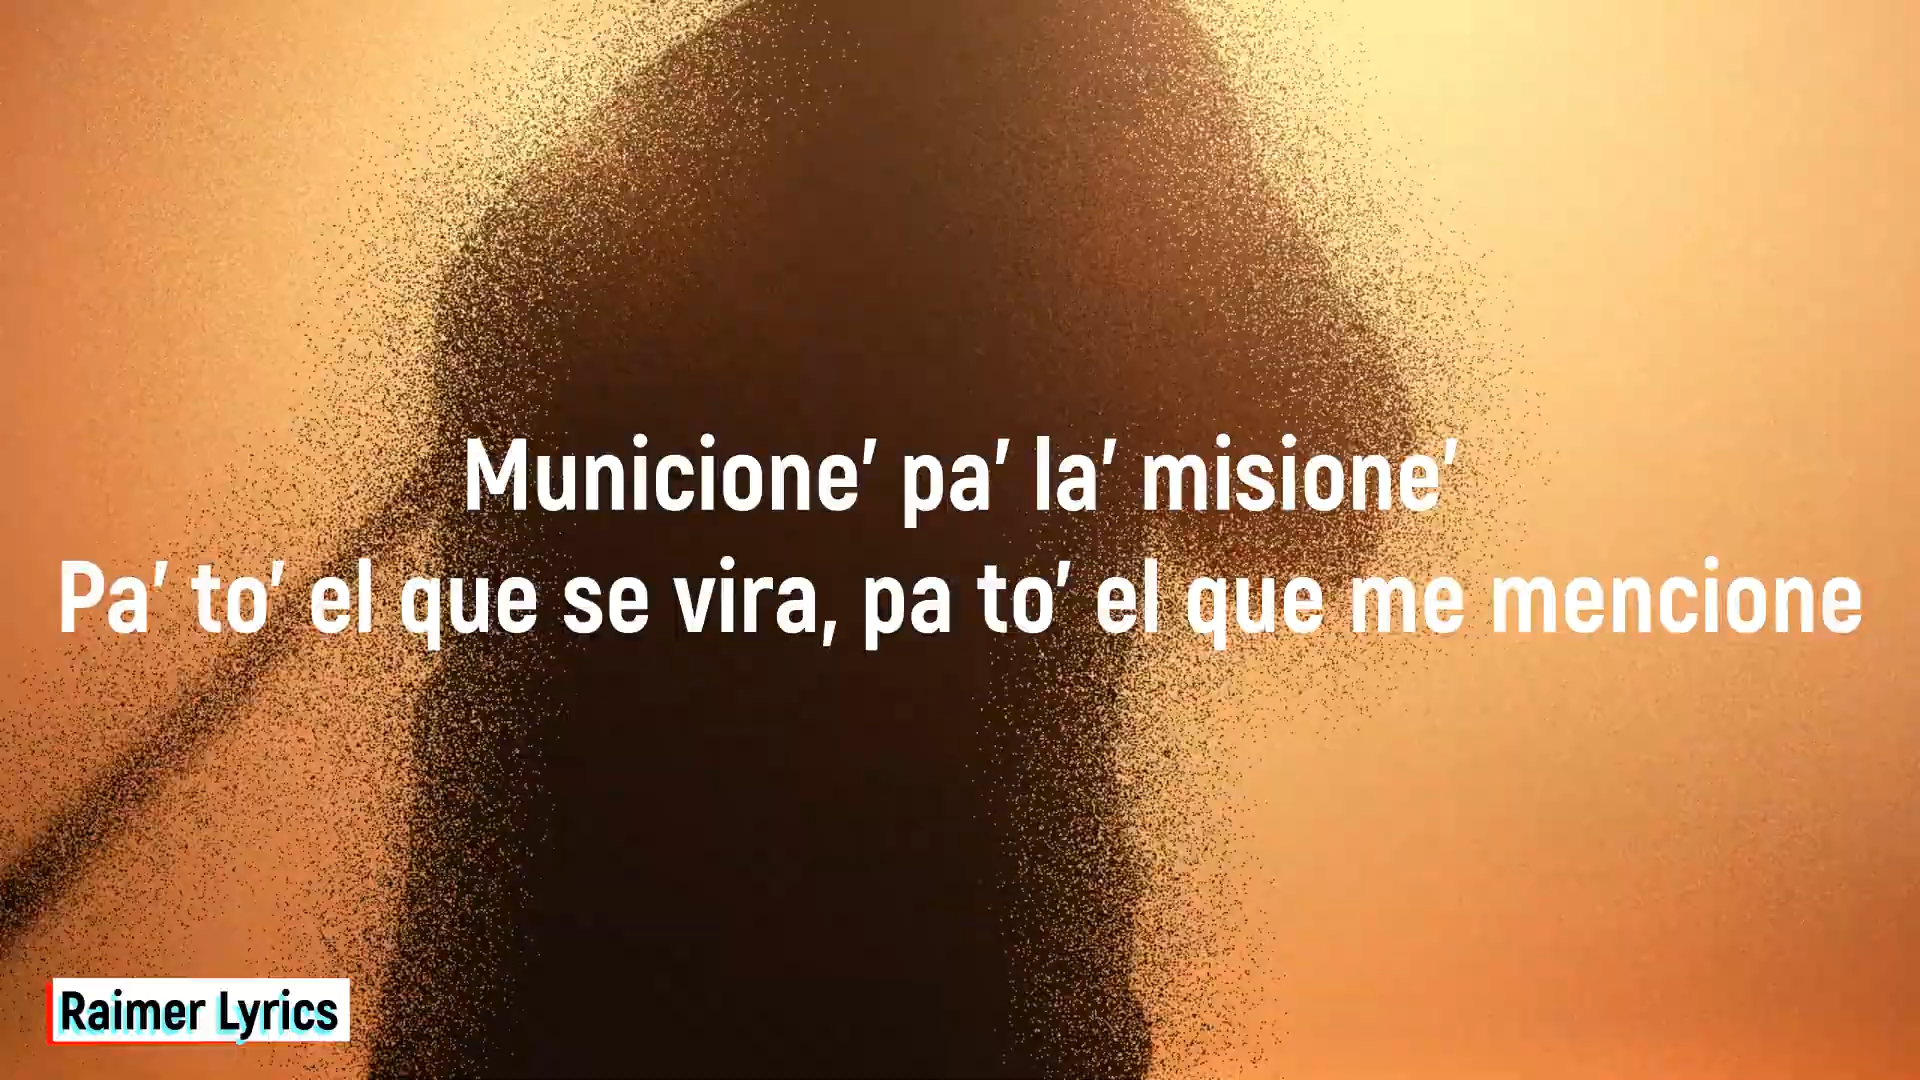 Municione’ pa’ la’ misione’
Pa’ to’ el que se vira, pa to’ el que me mencione
Raimer Lyrics